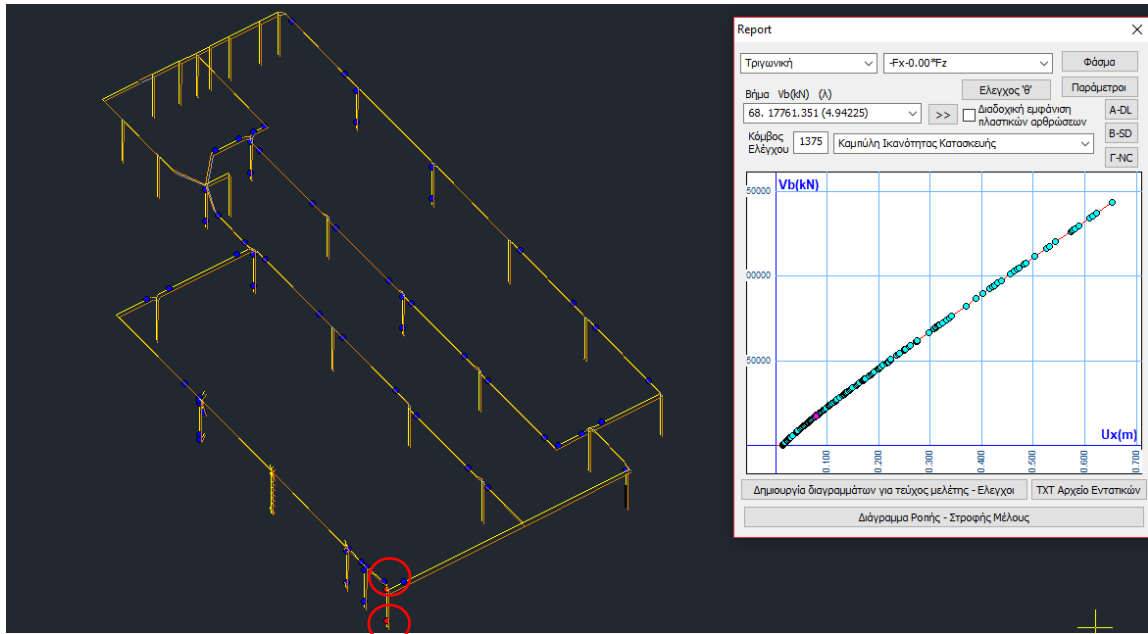 Report
Τριγωνική
-Fx-0.00*Fz
Φάσμα
Ελεγχος 'θ'
Παράμετροι
Βήμα Vb(kN) (λ)
68. 17761.351 (4.94225)
>>
Διαδοχική εμφάνιση
πλαστικών αρθρώσεων
A-DL
B-SD
Γ-NC
Κόμβος
Ελέγχου
1375
Καμπύλη Ικανότητας Κατασκευής
Vb(kN)
50000
00000
50000
Ux(m)
0.100
0.200
0.300
0.400
0.500
0.600
0.700
Δημιουργία διαγραμμάτων για τεύχος μελέτης - Ελεγχοι
TXT Αρχείο Εντατικών
Διάγραμμα Ροπής - Στροφής Μέλους